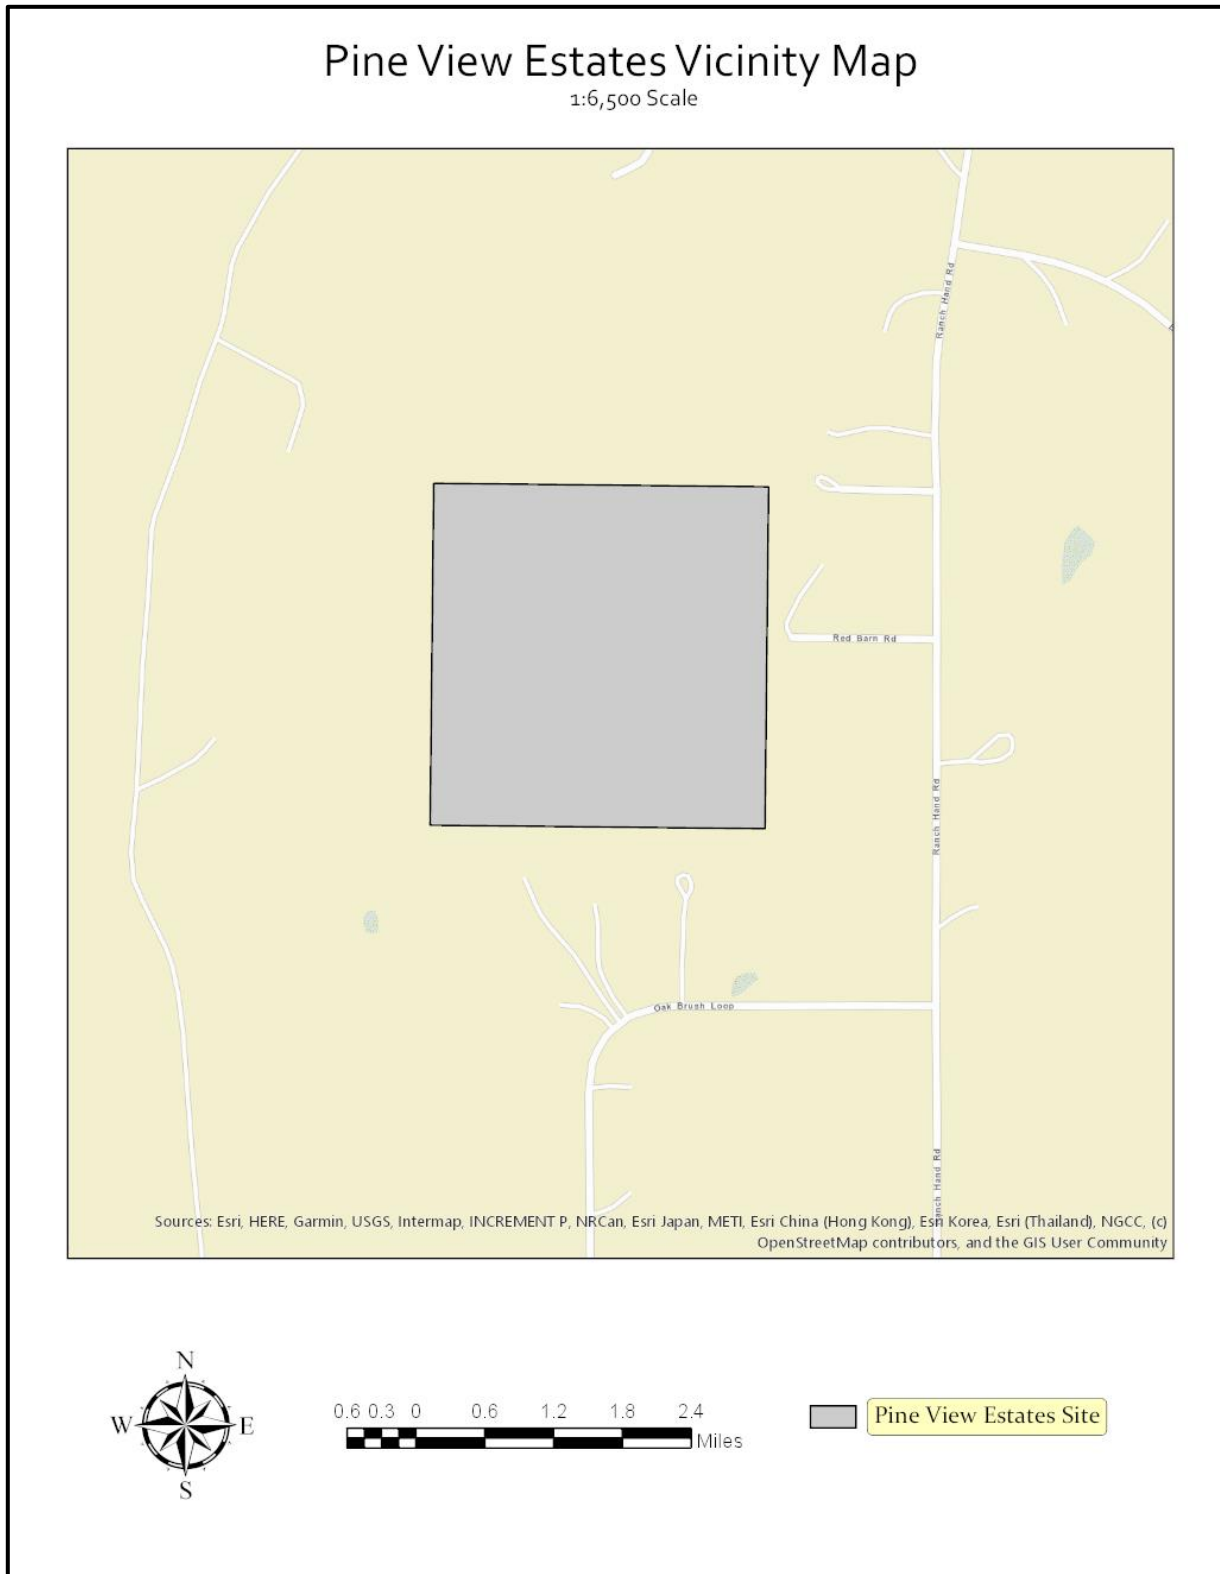 Pine View Estates Vicinity Map
1:6,500 Scale
Ranch Hand Rd
Red Barn Rd
Ranch Hand Rd
Oak Brush Loop
Ranch Hand Rd
Sources: Esri, HERE, Garmin, USGS, Intermap, INCREMENT P, NRCan, Esri Japan, METI, Esri China (Hong Kong), Esri Korea, Esri (Thailand), NGCC, (c)
OpenStreetMap contributors, and the GIS User Community
N
W E
S
0.6 0.3 0 0.6 1.2 1.8 2.4
Miles
Pine View Estates Site